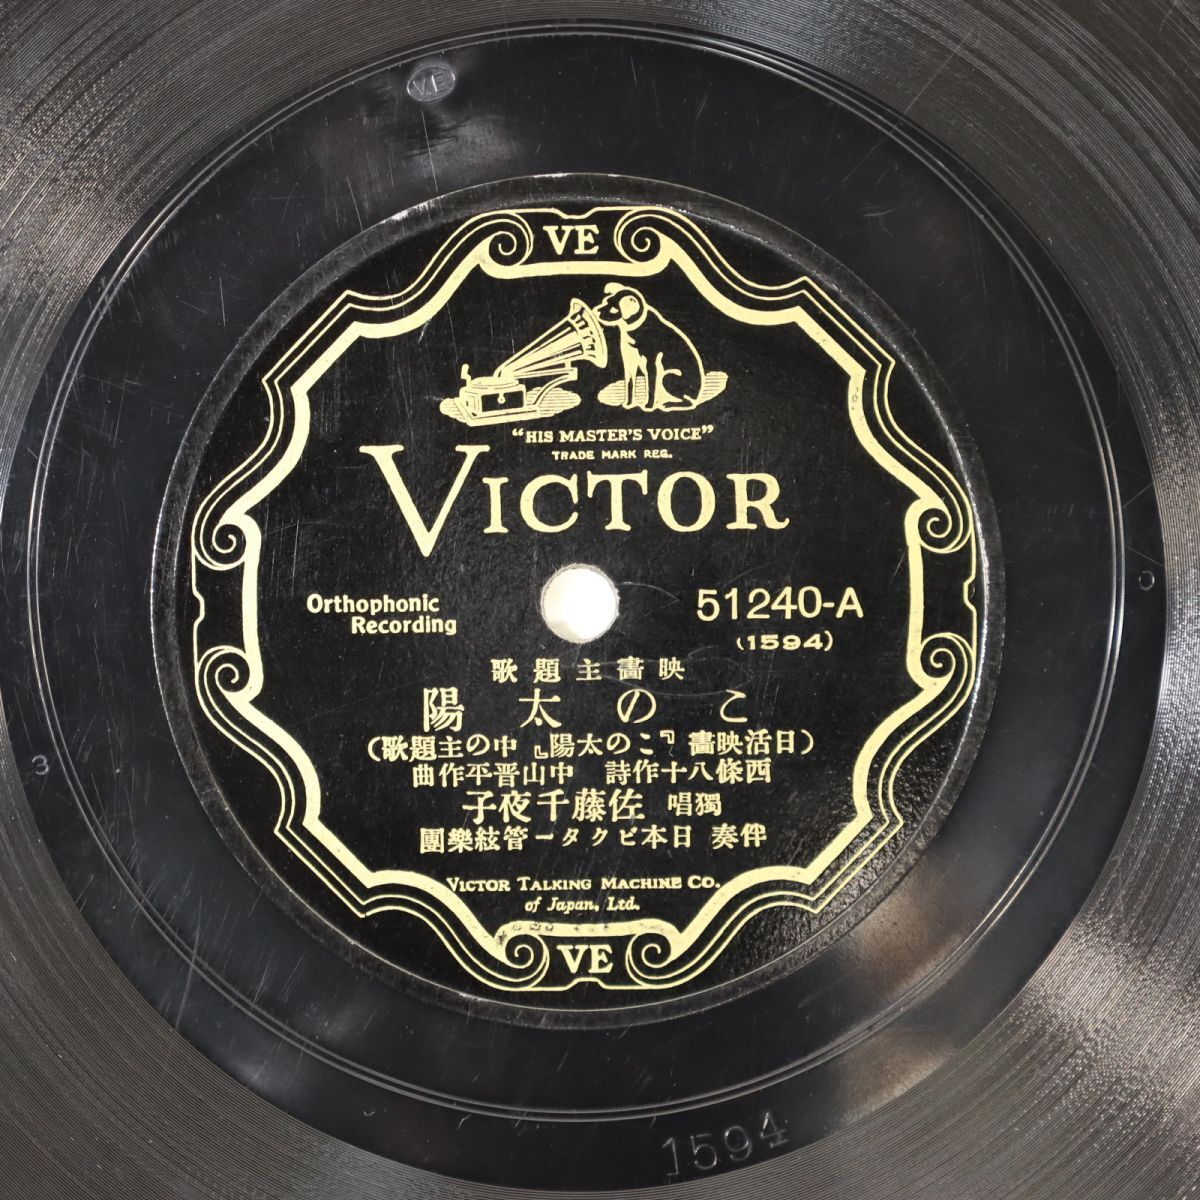 VE
VE
"HIS MASTER'S VOICE"
TRADE MARK REG.
VICTOR
Orthophonic
Recording
51240-A
(1594)
映畫主題歌
この太陽
(日活映畫『この太陽』中の主題歌)
西條八十作詩 中山晋平作曲
獨唱 佐藤千夜子
伴奏 日本ビクター管絃樂團
VICTOR TALKING MACHINE CO.
of Japan, Ltd.
VE
3
1594